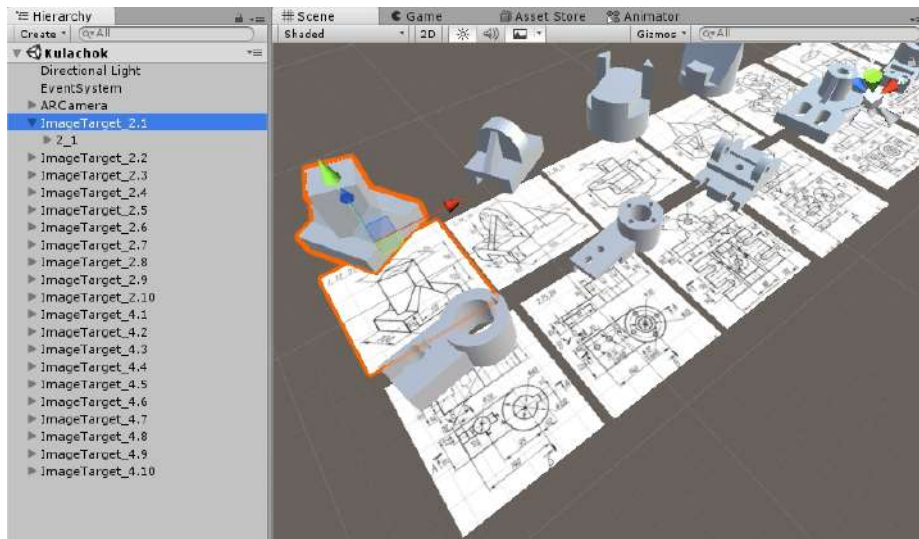 Hierarchy
Create
All
Kulachok
Directional Light
EventSystem
ARCamera
ImageTarget_2.1
2_1
ImageTarget_2.2
ImageTarget_2.3
ImageTarget_2.4
ImageTarget_2.5
ImageTarget_2.6
ImageTarget_2.7
ImageTarget_2.8
ImageTarget_2.9
ImageTarget_2.10
ImageTarget_4.1
ImageTarget_4.2
ImageTarget_4.3
ImageTarget_4.4
ImageTarget_4.5
ImageTarget_4.6
ImageTarget_4.7
ImageTarget_4.8
ImageTarget_4.9
ImageTarget_4.10
Scene Game Asset Store Animator
Shaded 2D Gizmos All